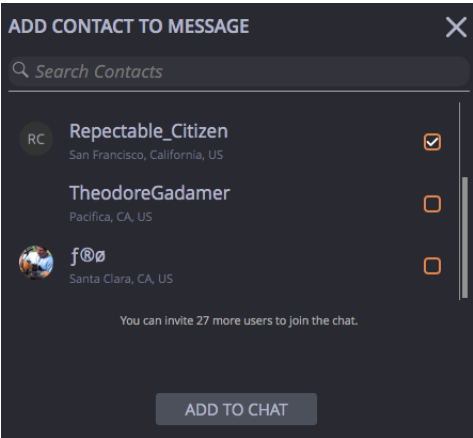 ADD CONTACT TO MESSAGE
Search Contacts
RC
Repectable_Citizen
San Francisco, California, US
TheodoreGadamer
Pacifica, CA, US
ƒ®ø
Santa Clara, CA, US
You can invite 27 more users to join the chat.
ADD TO CHAT